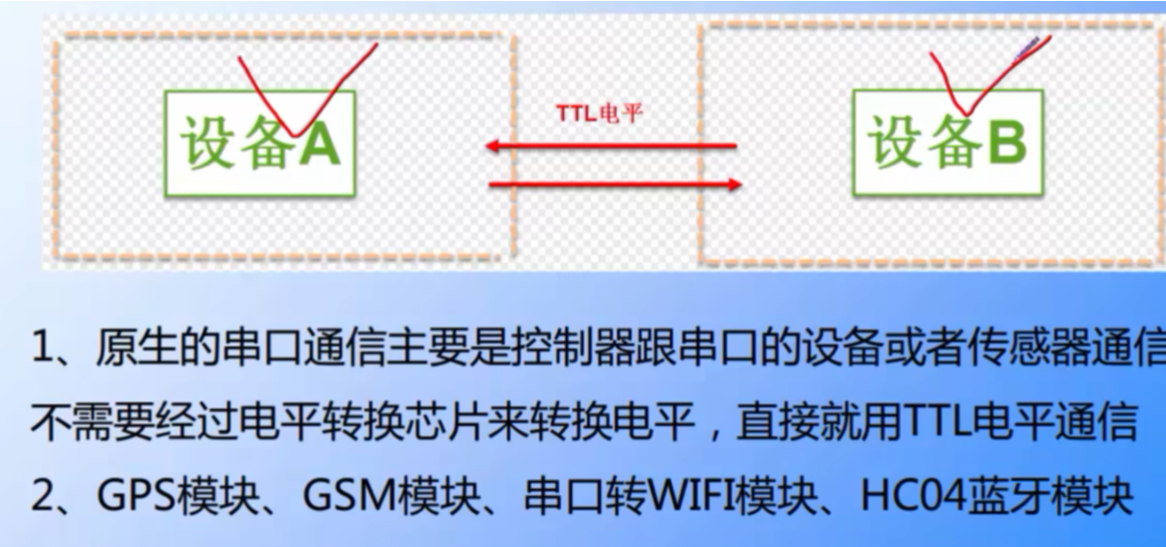 TTL电平
设备A
设备B
1、原生的串口通信主要是控制器跟串口的设备或者传感器通信
不需要经过电平转换芯片来转换电平，直接就用TTL电平通信
2、GPS模块、GSM模块、串口转WIFI模块、HC04蓝牙模块